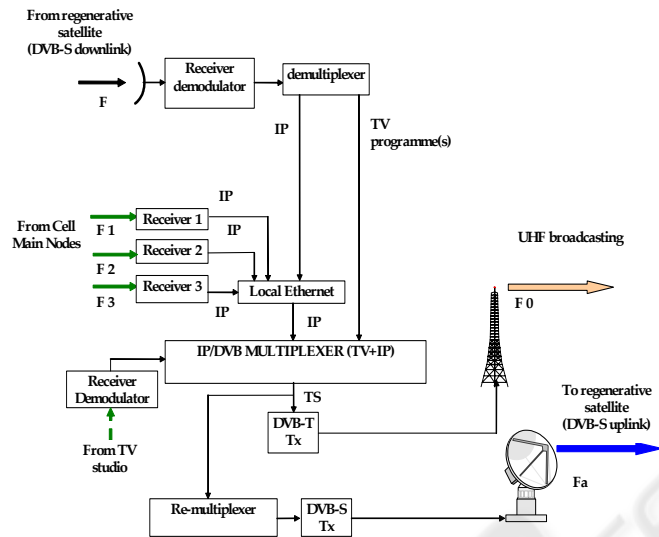 From regenerative
satellite
(DVB-S downlink)
F
Receiver
demodulator
demultiplexer
IP
TV
programme(s)
From Cell
Main Nodes
F 1
F 2
F 3
Receiver 1
Receiver 2
Receiver 3
IP
IP
IP
Local Ethernet
IP
UHF broadcasting
F 0
IP/DVB MULTIPLEXER (TV+IP)
Receiver
Demodulator
From TV
studio
TS
DVB-T
Tx
To regenerative
satellite
(DVB-S uplink)
Fa
Re-multiplexer
DVB-S
Tx